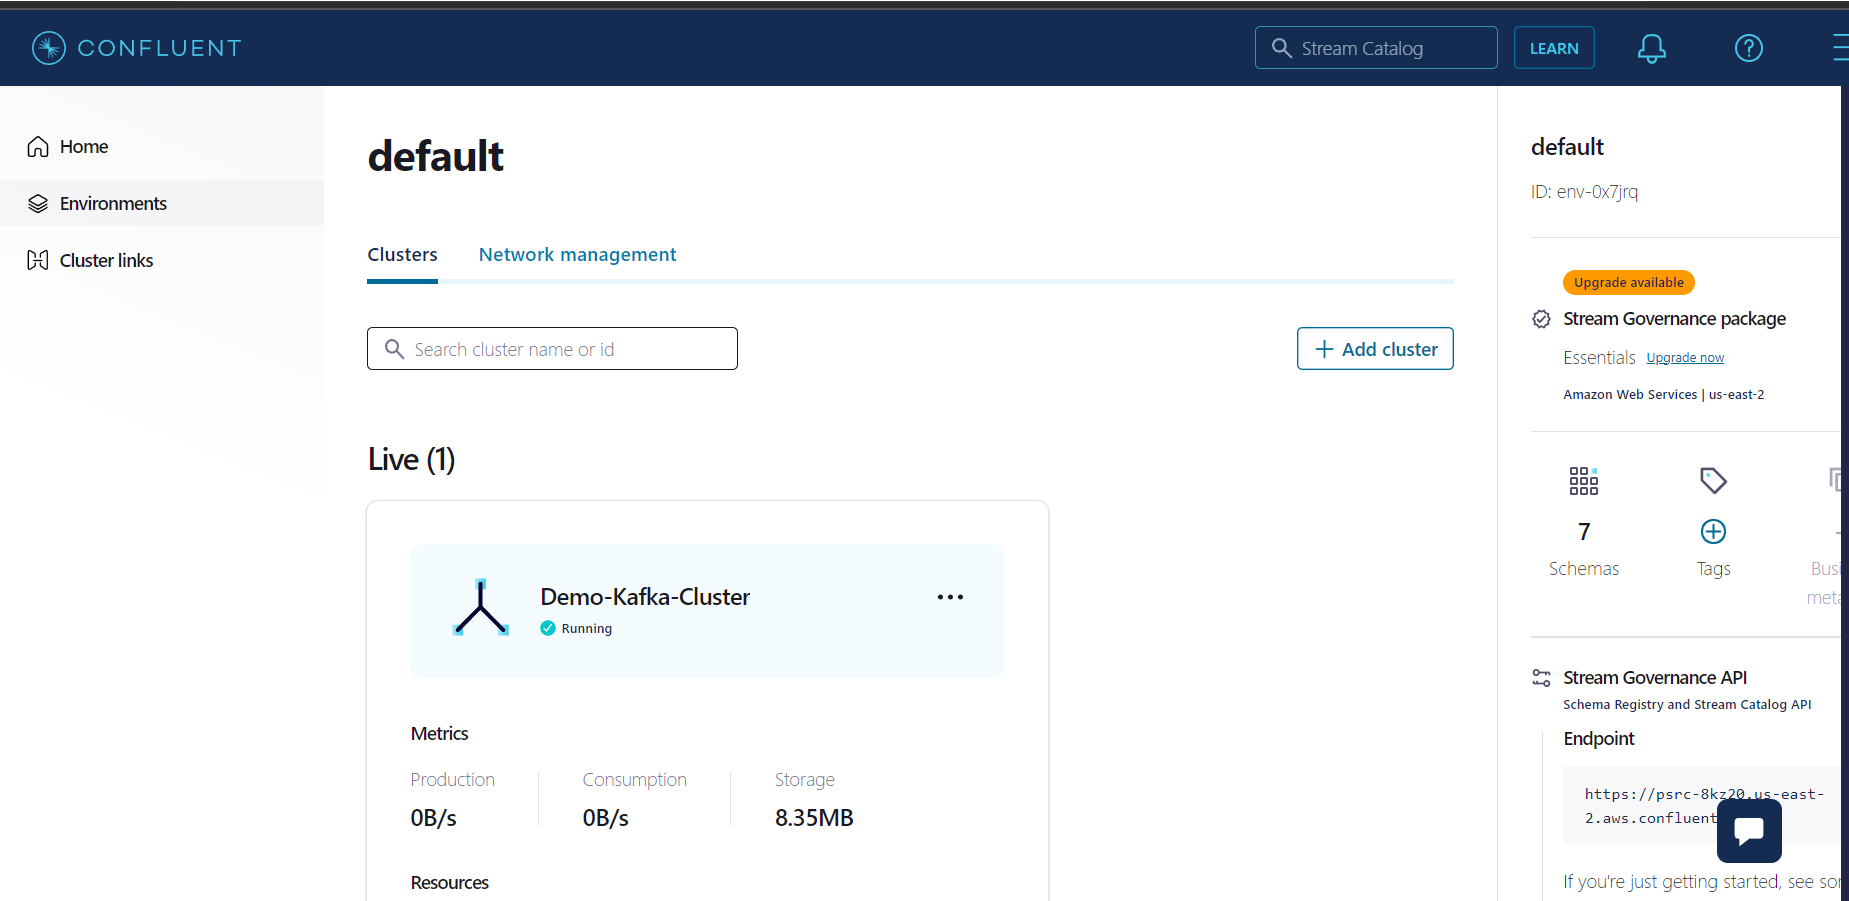 CONFLUENT
Stream Catalog
LEARN
Home
Environments
Cluster links
default
Clusters
Network management
Search cluster name or id
Add cluster
Live (1)
Demo-Kafka-Cluster
Running
Metrics
Production
0B/s
Consumption
0B/s
Storage
8.35MB
Resources
default
ID: env-0x7jrq
Upgrade available
Stream Governance package
Essentials Upgrade now
Amazon Web Services | us-east-2
7
Schemas
Tags
Stream Governance API
Schema Registry and Stream Catalog API
Endpoint
https://psrc-8kz20.us-east-
2.aws.confluent
If you're just getting started, see